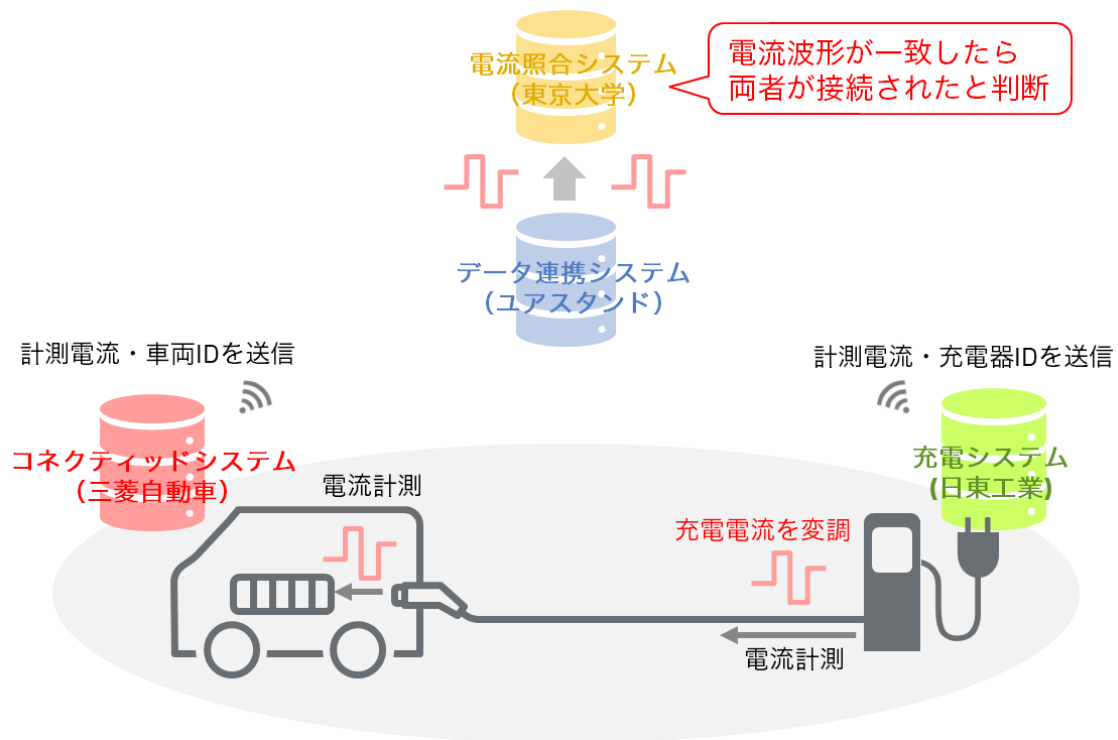 電流照合システム
（東京大学）
電流波形が一致したら
両者が接続されたと判断
データ連携システム
（ユアスタンド）
計測電流・車両IDを送信
計測電流・充電器IDを送信
コネクティッドシステム
（三菱自動車）
充電システム
(日東工業)
電流計測
充電電流を変調
電流計測